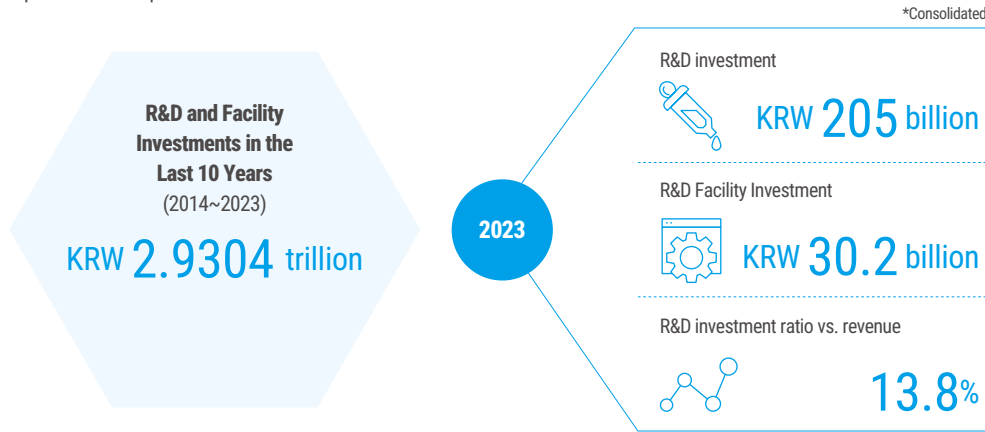 *Consolidated
R&D and Facility
Investments in the
Last 10 Years
(2014~2023)
KRW 2.9304 trillion
2023
R&D investment
KRW 205 billion
R&D Facility Investment
KRW 30.2 billion
R&D investment ratio vs. revenue
13.8%